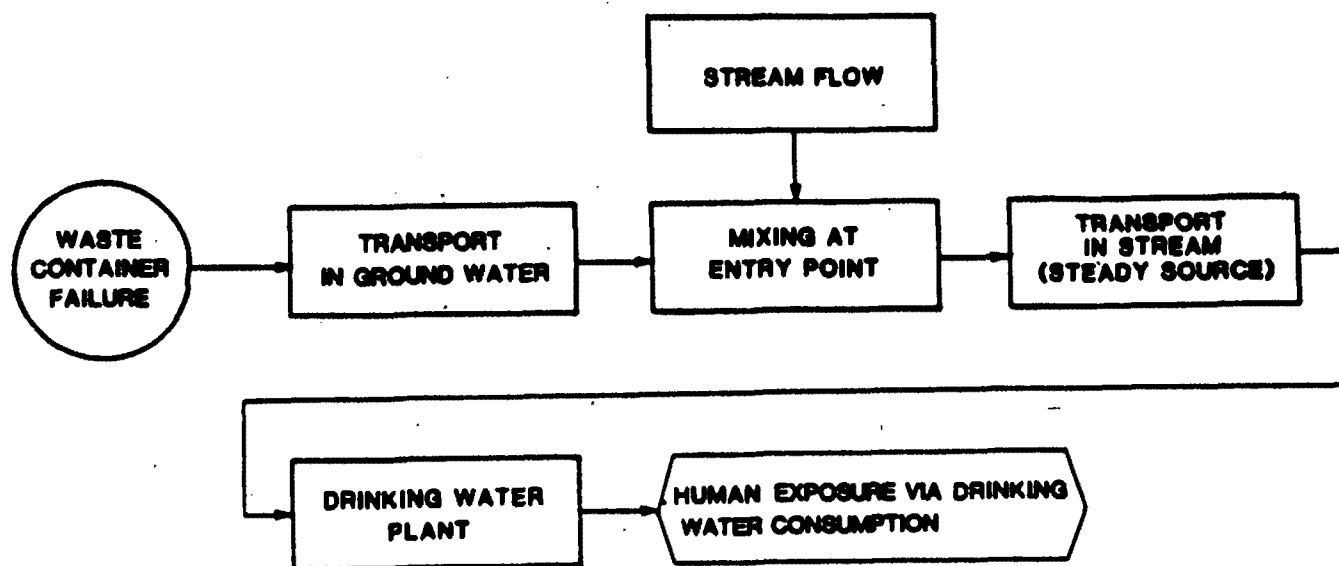 STREAM FLOW
WASTE
CONTAINER
FAILURE
TRANSPORT
IN GROUND WATER
MIXING AT
ENTRY POINT
TRANSPORT
IN STREAM
(STEADY SOURCE)
DRINKING WATER
PLANT
HUMAN EXPOSURE VIA DRINKING
WATER CONSUMPTION